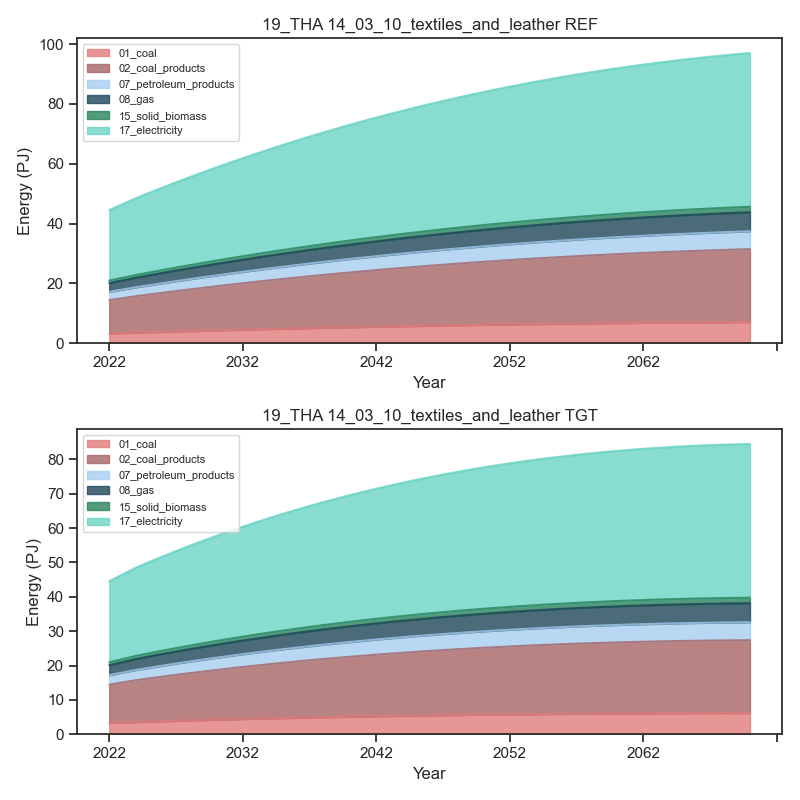 19_THA 14_03_10_textiles_and_leather REF
100
80
60
40
20
0
Energy (PJ)
01_coal
02_coal_products
07_petroleum_products
08_gas
15_solid_biomass
17_electricity
2022 2032 2042 2052 2062
Year
19_THA 14_03_10_textiles_and_leather TGT
80
70
60
50
40
30
20
10
0
Energy (PJ)
01_coal
02_coal_products
07_petroleum_products
08_gas
15_solid_biomass
17_electricity
2022 2032 2042 2052 2062
Year